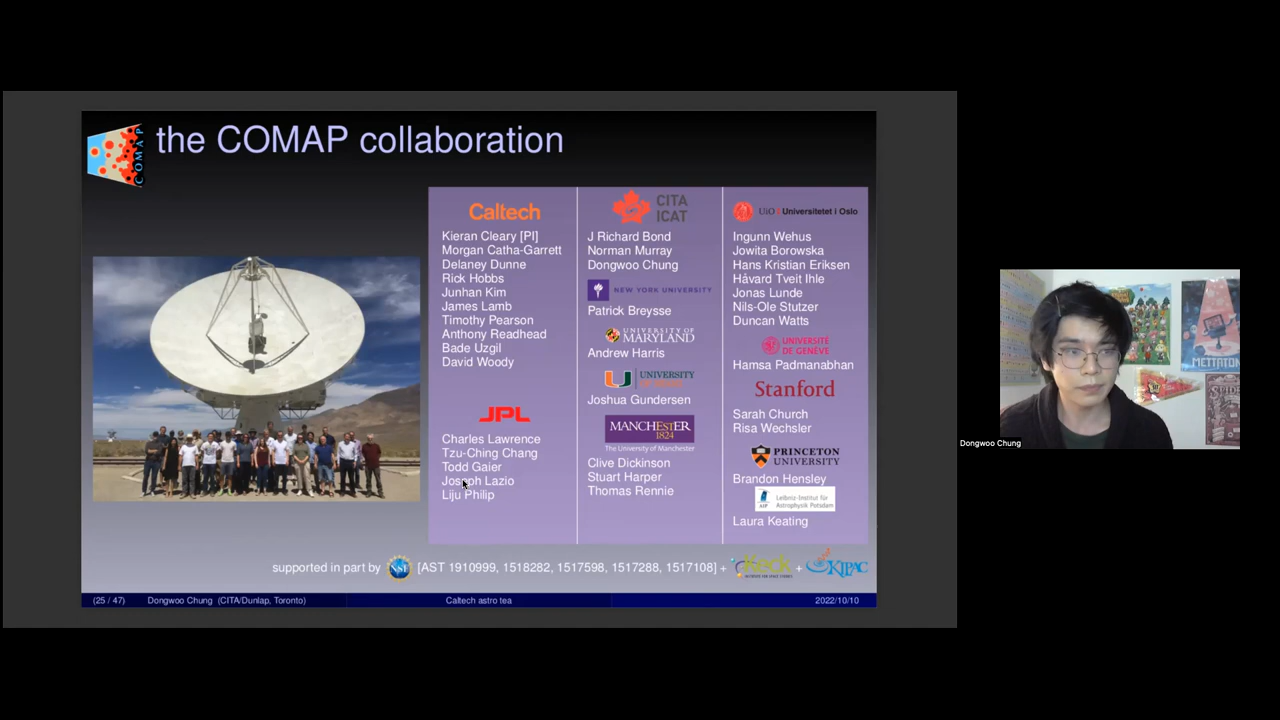 COMAP
the COMAP collaboration
Caltech
Kieran Cleary [PI]
Morgan Catha-Garrett
Delaney Dunne
Rick Hobbs
Junhan Kim
James Lamb
Timothy Pearson
Anthony Readhead
Bade Uzgil
David Woody
JPL
Charles Lawrence
Tzu-Ching Chang
Todd Gaier
Joseph Lazio
Liju Philip
CITA
ICAT
J Richard Bond
Norman Murray
Dongwoo Chung
NEW YORK UNIVERSITY
Patrick Breysse
UNIVERSITY OF
MARYLAND
Andrew Harris
UNIVERSITY
Joshua Gundersen
MANCHESTER
1824
The University of Manchester
Clive Dickinson
Stuart Harper
Thomas Rennie
UiO Universitetet i Oslo
Ingunn Wehus
Jowita Borowska
Hans Kristian Eriksen
Håvard Tveit Ihle
Jonas Lunde
Nils-Ole Stutzer
Duncan Watts
UNIVERSITÉ
DE GENÈVE
Hamsa Padmanabhan
Stanford
Sarah Church
Risa Wechsler
PRINCETON
UNIVERSITY
Brandon Hensley
AIP
Leibniz-Institut für
Astrophysik Potsdam
Laura Keating
supported in part by NSF [AST 1910999, 1518282, 1517598, 1517288, 1517108] + Keck + KIPAC
(25 / 47) Dongwoo Chung (CITA/Dunlap, Toronto) Caltech astro tea 2022/10/10
Dongwoo Chung
METTATON